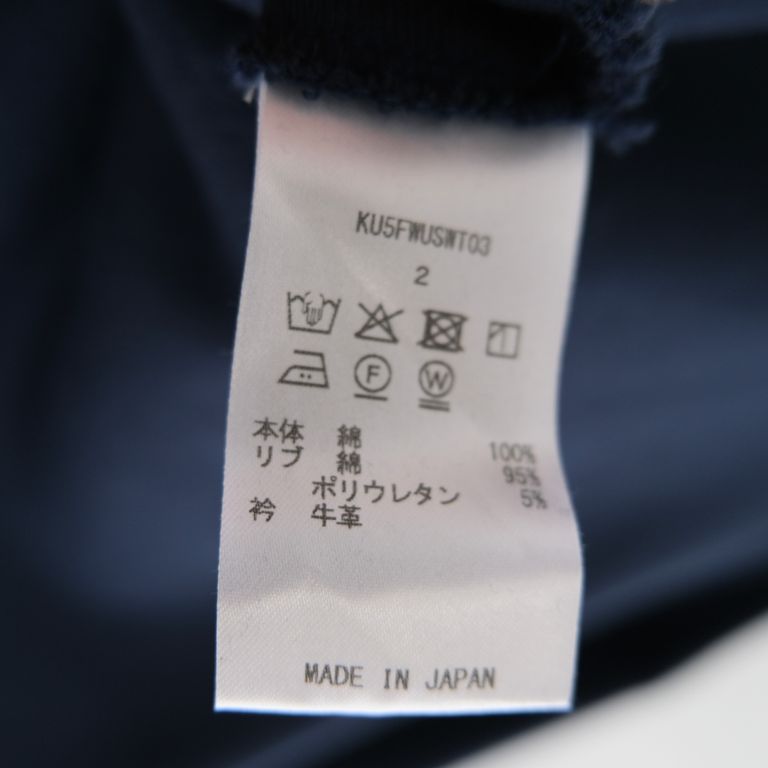 KU5FWUSWT03
2
F W
本体 綿 100%
リブ 綿 95%
ポリウレタン 5%
衿 牛革
MADE IN JAPAN